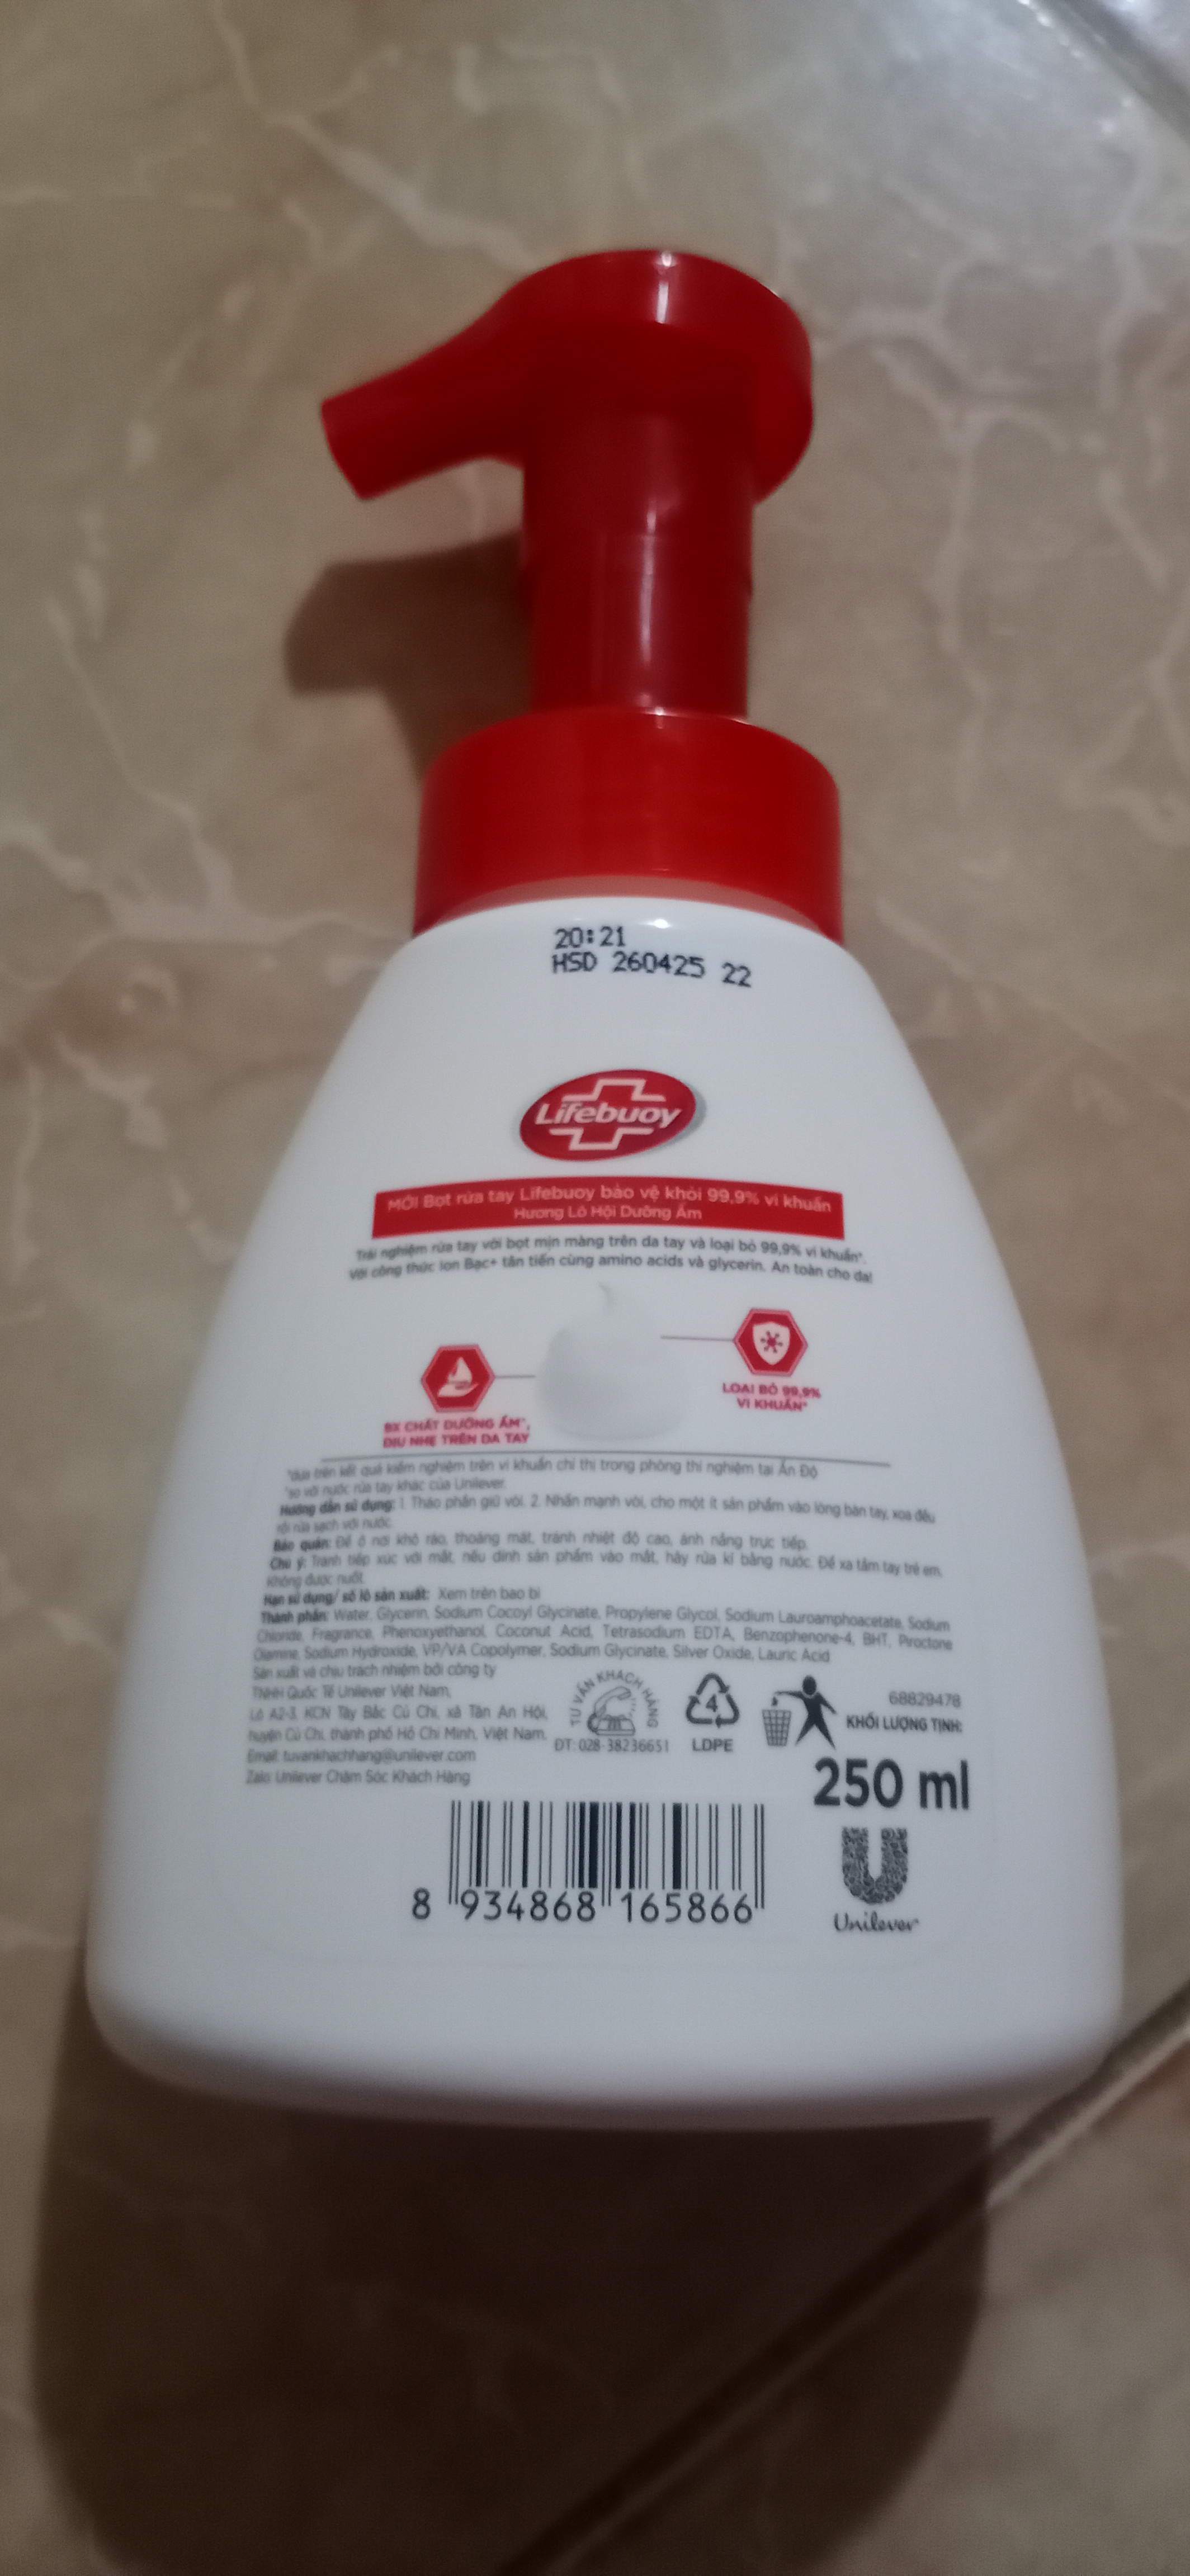 20:21
HSD 260425 22
Lifebuoy
MỚI Bọt rửa tay Lifebuoy bảo vệ khỏi 99,9% vi khuẩn
Hương Lô Hội Dưỡng Ẩm
Trải nghiệm rửa tay với bọt mịn màng trên da tay và loại bỏ 99,9% vi khuẩn*.
Với công thức Ion Bạc+ tân tiến cùng amino acids và glycerin. An toàn cho da!
LOẠI BỎ 99,9%
VI KHUẨN*
CHẤT DƯỠNG ẨM^,
DỊU NHẸ TRÊN DA TAY
*dựa trên kết quả kiểm nghiệm trên vi khuẩn chỉ thị trong phòng thí nghiệm tại Ấn Độ
^so với nước rửa tay khác của Unilever.
Hướng dẫn sử dụng: 1. Tháo phần giữ vòi. 2. Nhấn mạnh vòi, cho một ít sản phẩm vào lòng bàn tay, xoa đều
rồi rửa sạch với nước.
Bảo quản: Để ở nơi khô ráo, thoáng mát, tránh nhiệt độ cao, ánh nắng trực tiếp.
Chú ý: Tránh tiếp xúc với mắt, nếu dính sản phẩm vào mắt, hãy rửa kĩ bằng nước. Để xa tầm tay trẻ em.
Không được nuốt.
Hạn sử dụng/ số lô sản xuất: Xem trên bao bì
Thành phần: Water, Glycerin, Sodium Cocoyl Glycinate, Propylene Glycol, Sodium Lauroamphoacetate, Sodium
Chloride, Fragrance, Phenoxyethanol, Coconut Acid, Tetrasodium EDTA, Benzophenone-4, BHT, Piroctone
Olamine, Sodium Hydroxide, VP/VA Copolymer, Sodium Glycinate, Silver Oxide, Lauric Acid
Sản xuất và chịu trách nhiệm bởi công ty
TNHH Quốc Tế Unilever Việt Nam,
Lô A2-3, KCN Tây Bắc Củ Chi, xã Tân An Hội,
huyện Củ Chi, thành phố Hồ Chí Minh, Việt Nam.
Email: tuvankhachhang@unilever.com
Zalo: Unilever Chăm Sóc Khách Hàng
TƯ VẤN KHÁCH HÀNG
ĐT: 028-38236651
4
LDPE
68829478
KHỐI LƯỢNG TỊNH:
250 ml
8 934868 165866
Unilever